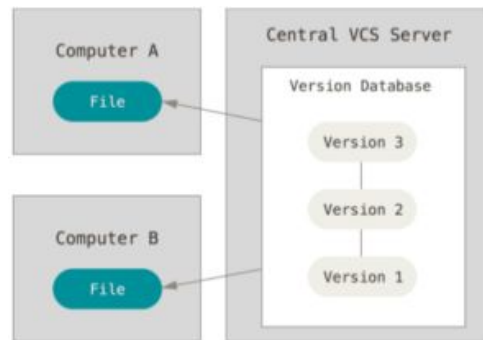 Computer A
File
Computer B
File
Central VCS Server
Version Database
Version 3
Version 2
Version 1